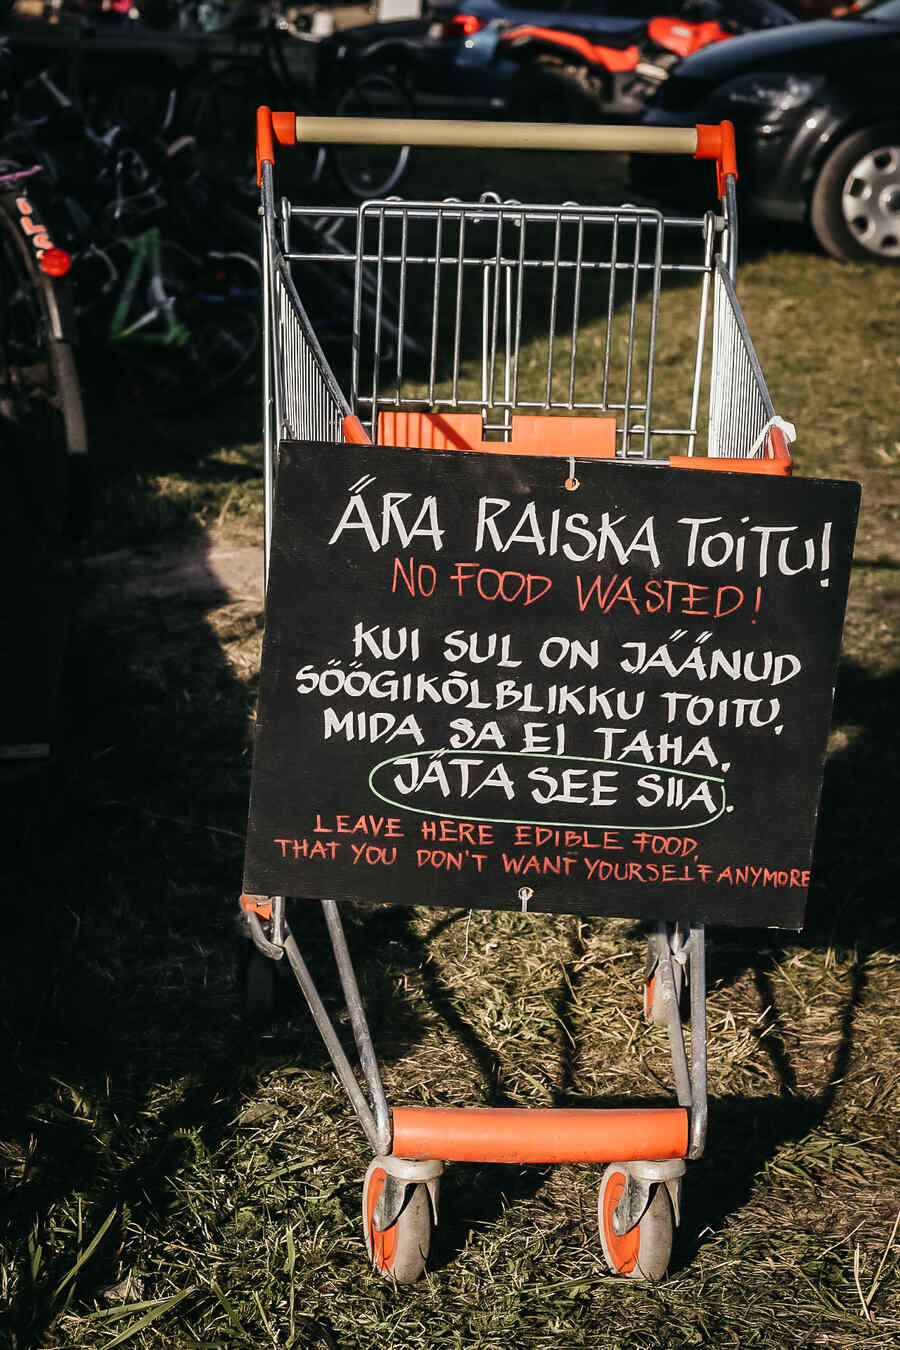 ÄRA RAISKA TOITU!
NO FOOD WASTED!
KUI SUL ON JÄÄNUD
SÖÖGIKÕLBLIKKU TOITU,
MIDA SA EI TAHA.
JÄTA SEE SIIA.
LEAVE HERE EDIBLE FOOD,
THAT YOU DON'T WANT YOURSELF ANYMORE